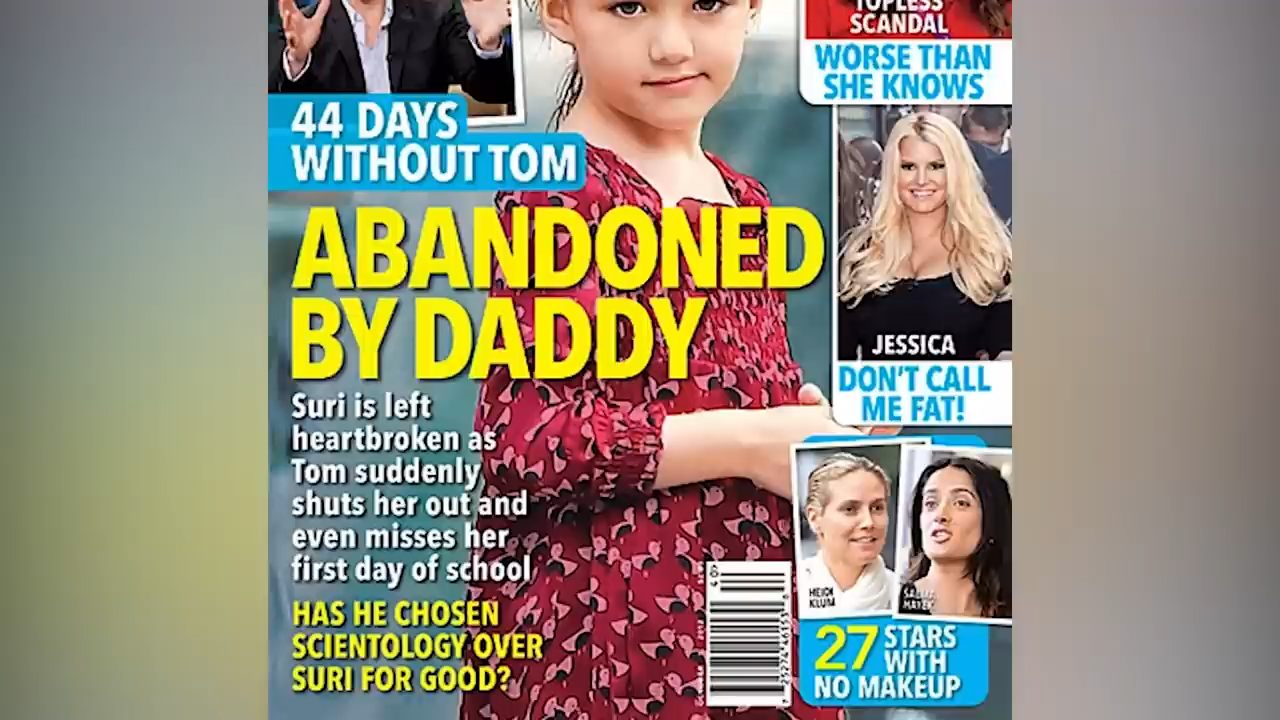 TOPLESS
SCANDAL
WORSE THAN
SHE KNOWS
44 DAYS
WITHOUT TOM
ABANDONED
BY DADDY
Suri is left
heartbroken as
Tom suddenly
shuts her out and
even misses her
first day of school
HAS HE CHOSEN
SCIENTOLOGY OVER
SURI FOR GOOD?
JESSICA
DON'T CALL
ME FAT!
HEIDI
KLUM
SALMA
HAYEK
27 STARS
WITH
NO MAKEUP